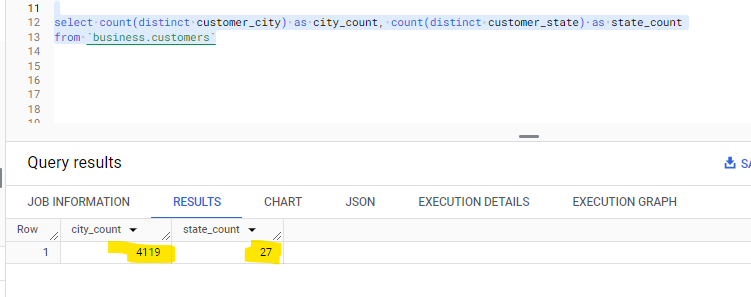 11
12 select count(distinct customer_city) as city_count, count(distinct customer_state) as state_count
13 from `business.customers`
14
15
16
17
18
Query results
JOB INFORMATION RESULTS CHART JSON EXECUTION DETAILS EXECUTION GRAPH
Row city_count state_count
1 4119 27